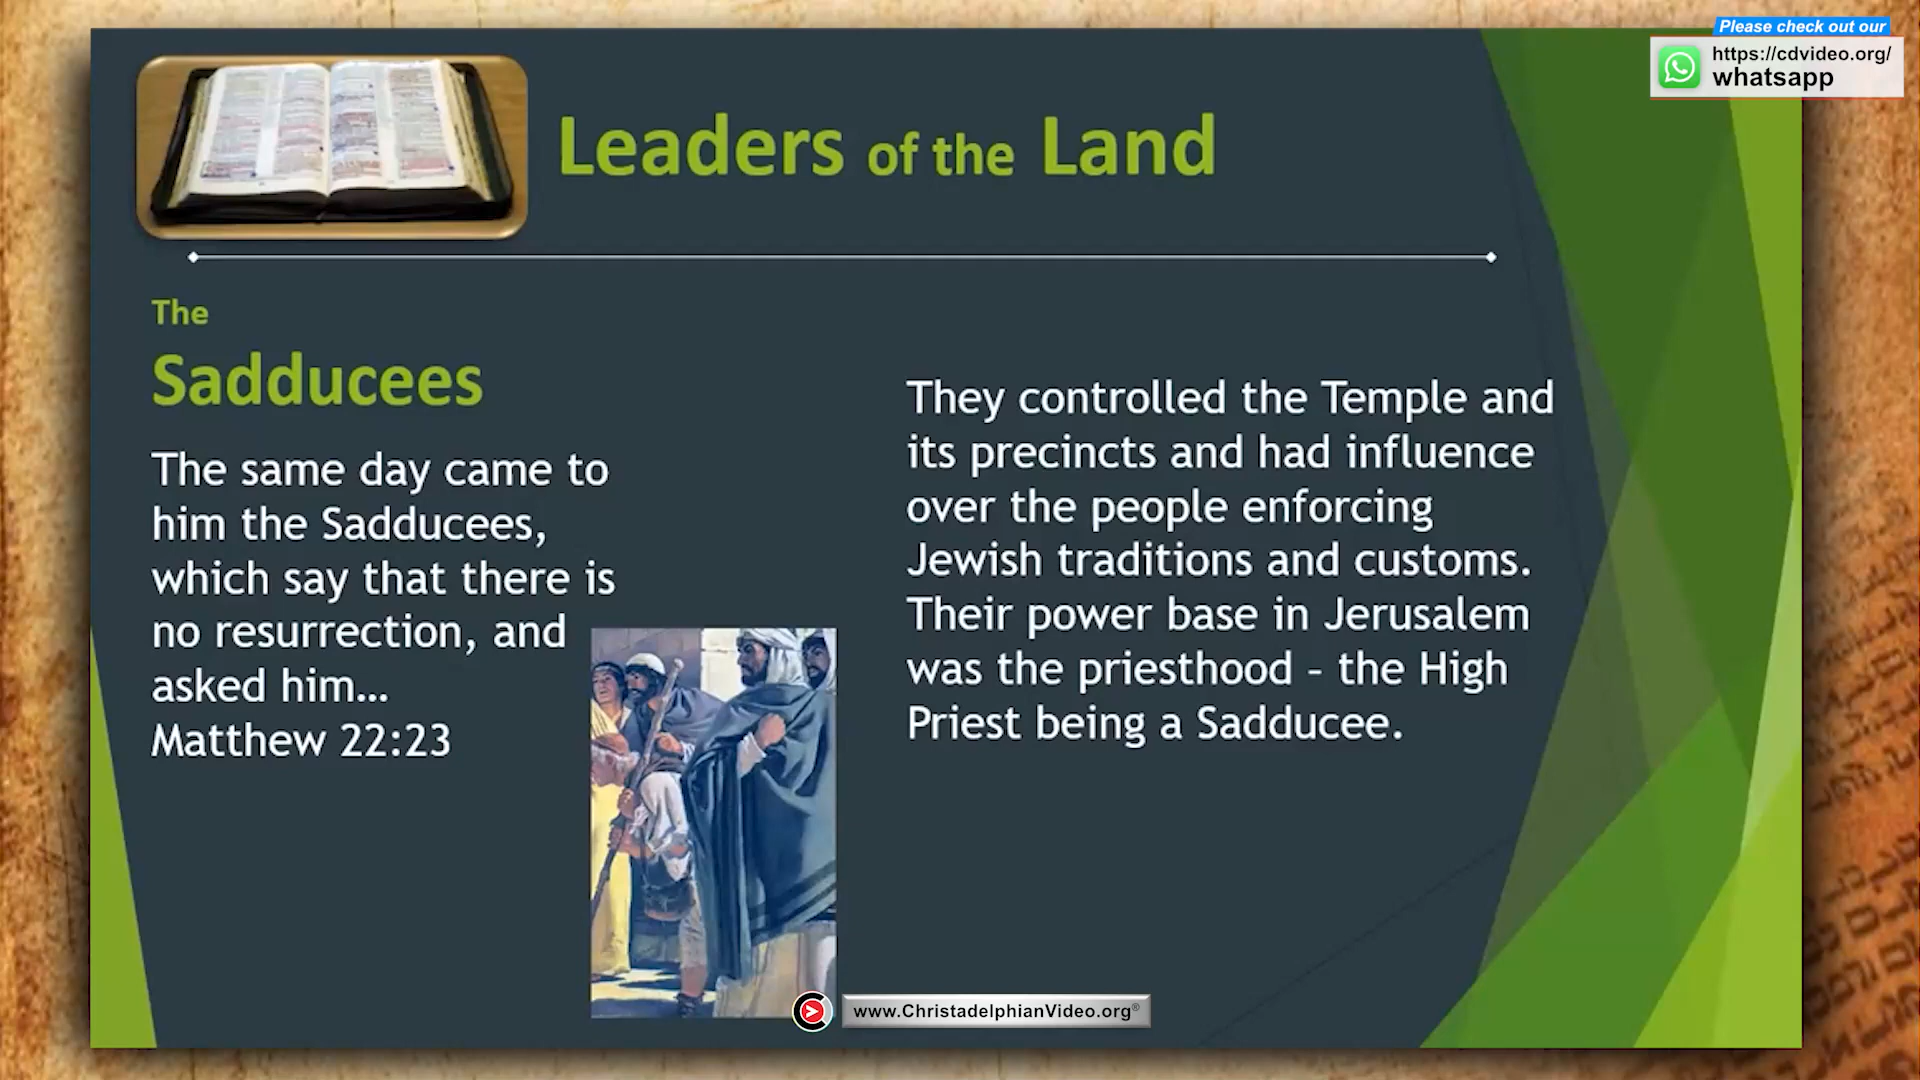 Please check out our
https://cdvideo.org/
whatsapp
Leaders of the Land
The
Sadducees
The same day came to
him the Sadducees,
which say that there is
no resurrection, and
asked him…
Matthew 22:23
They controlled the Temple and
its precincts and had influence
over the people enforcing
Jewish traditions and customs.
Their power base in Jerusalem
was the priesthood – the High
Priest being a Sadducee.
www.ChristadelphianVideo.org®